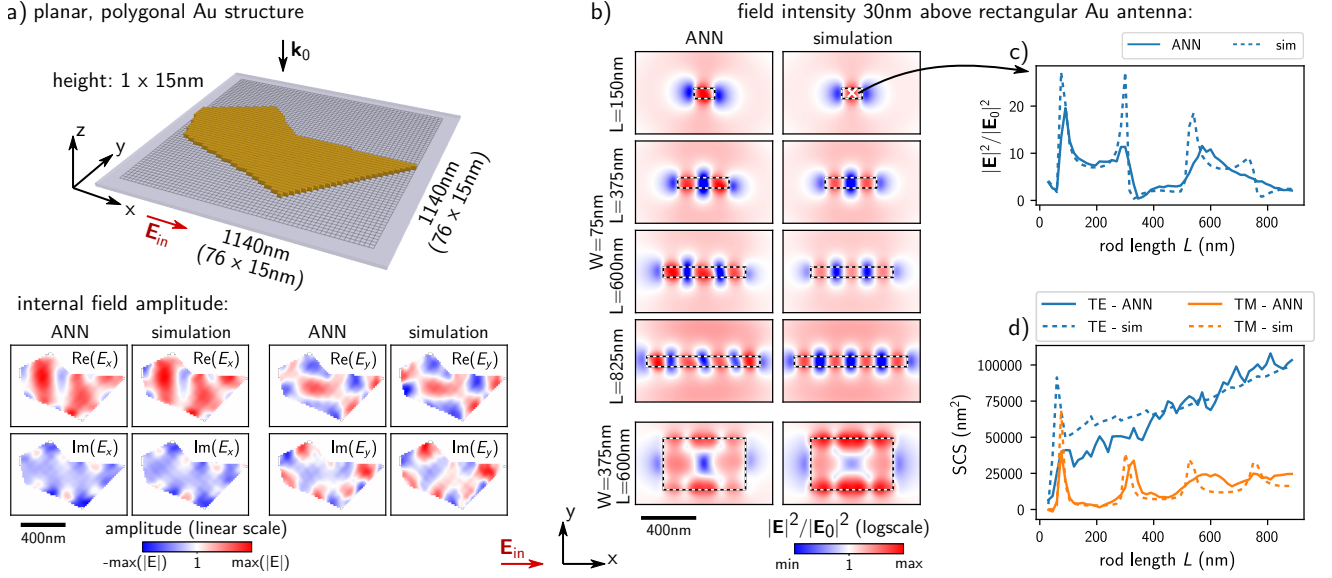 a) planar, polygonal Au structure
k0
height: 1 x 15nm
z
y
x
Ein
1140nm
(76 x 15nm)
1140nm
(76 x 15nm)
internal field amplitude:
ANN
simulation
ANN
simulation
Re(Ex)
Re(Ex)
Re(Ey)
Re(Ey)
Im(Ex)
Im(Ex)
Im(Ey)
Im(Ey)
400nm
amplitude (linear scale)
-max(|E|)
1
max(|E|)
Ein
y
x
b)
field intensity 30nm above rectangular Au antenna:
ANN
simulation
L=150nm
L=375nm
W=75nm
L=600nm
L=825nm
W=375nm
L=600nm
400nm
|E|²/|E0|² (logscale)
min
1
max
c)
ANN
sim
|E|²/|E0|²
20
10
0
0
200
400
600
800
rod length L (nm)
d)
TE - ANN
TM - ANN
TE - sim
TM - sim
SCS (nm²)
100000
75000
50000
25000
0
0
200
400
600
800
rod length L (nm)